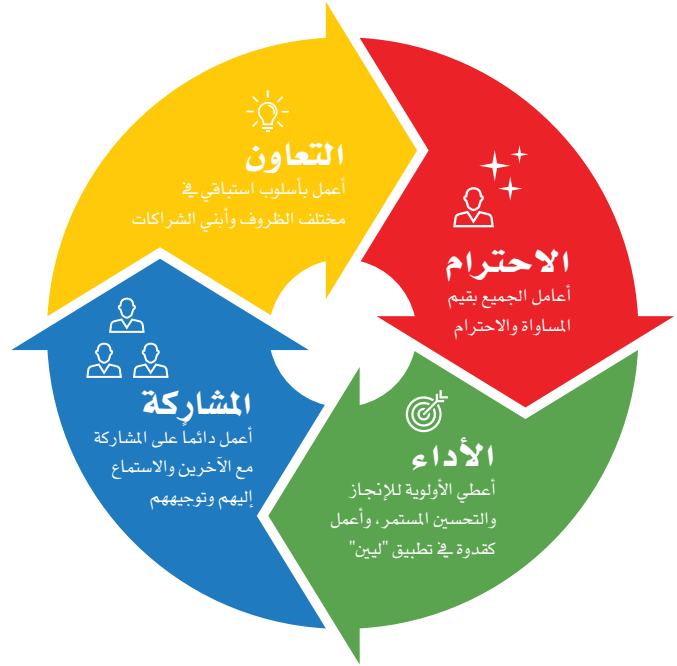 التعاون
أعمل بأسلوب استباقي في
مختلف الظروف وأبني الشراكات
الاحترام
أعامل الجميع بقيم
المساواة والاحترام
الأداء
أعطي الأولوية للإنجاز
والتحسين المستمر، وأعمل
كقدوة في تطبيق "ليين"
المشاركة
أعمل دائماً على المشاركة
مع الآخرين والاستماع
إليهم وتوجيههم